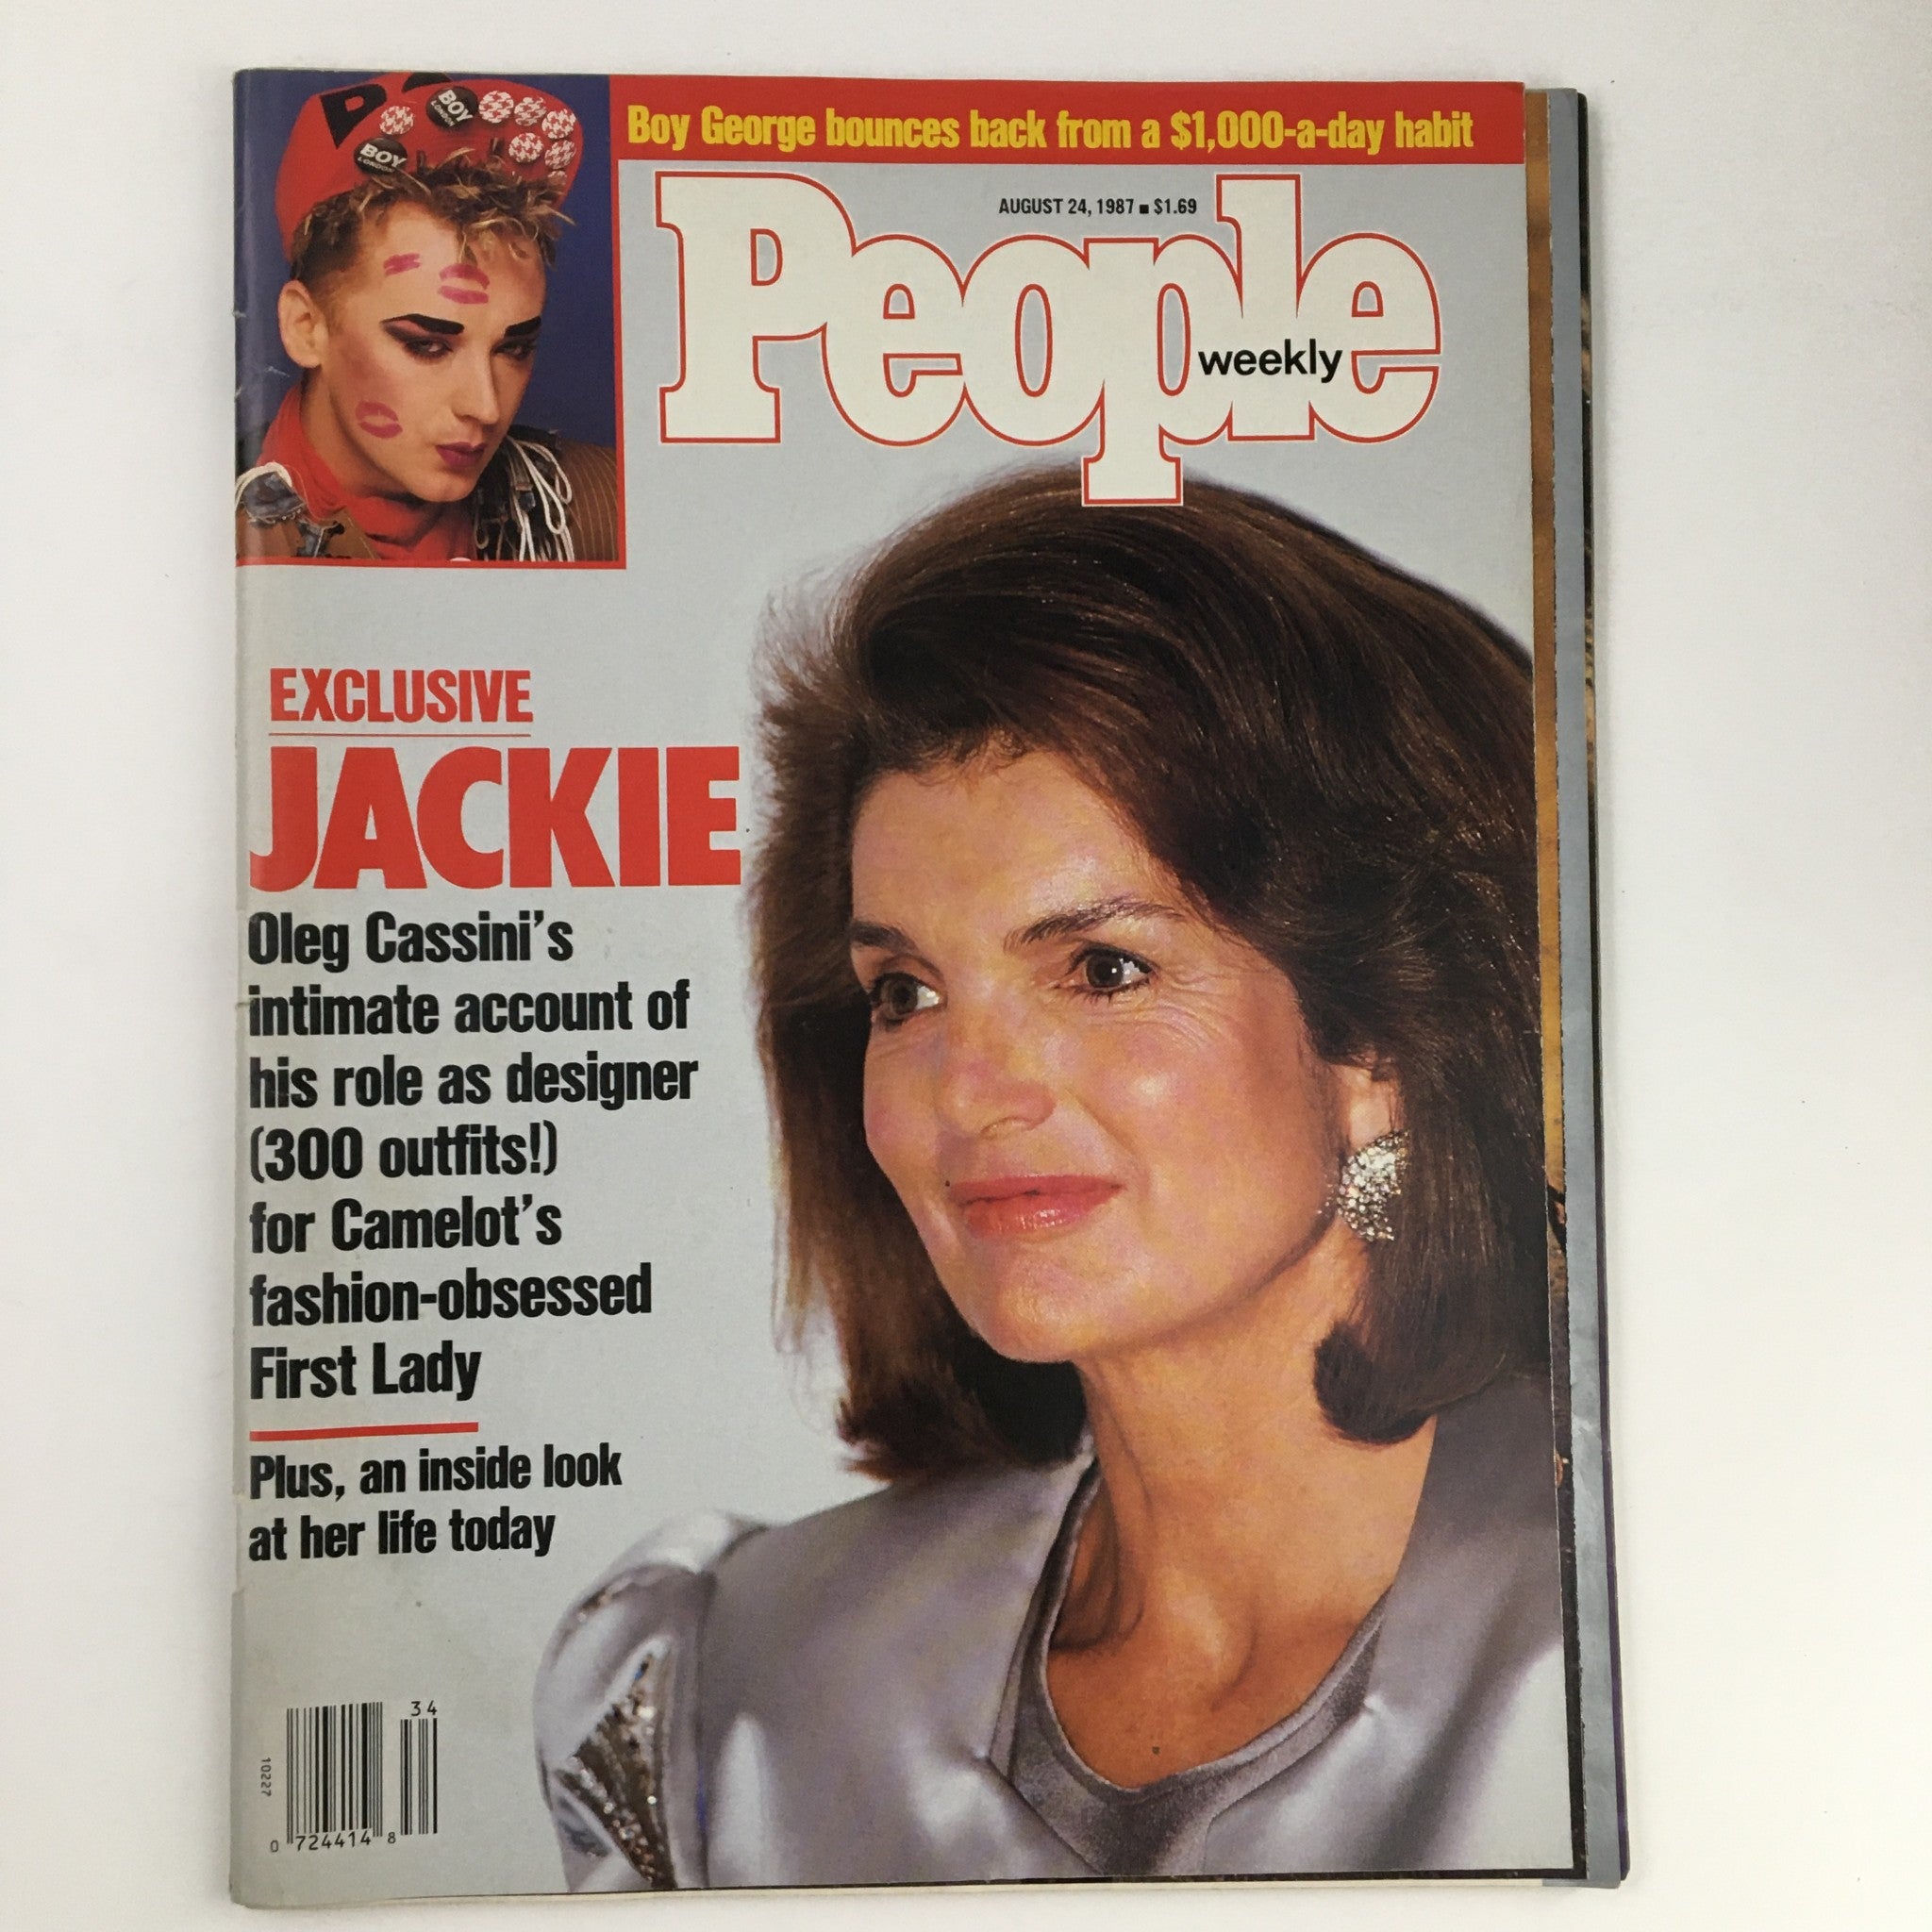 Boy George bounces back from a $1,000-a-day habit
AUGUST 24, 1987 ■ $1.69
People
weekly
BOY
LONDON
BOY
LONDON
EXCLUSIVE
JACKIE
Oleg Cassini's
intimate account of
his role as designer
(300 outfits!)
for Camelot's
fashion-obsessed
First Lady
Plus, an inside look
at her life today
34
10227
0 724414 8